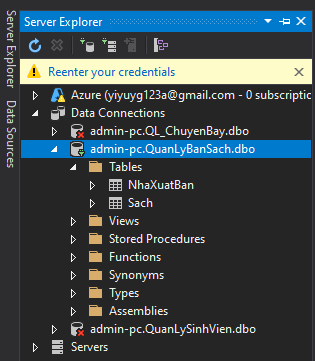 Server Explorer
Data Sources
Server Explorer
Reenter your credentials
Azure (yiyuyg123a@gmail.com - 0 subscriptic
Data Connections
admin-pc.QL_ChuyenBay.dbo
admin-pc.QuanLyBanSach.dbo
Tables
NhaXuatBan
Sach
Views
Stored Procedures
Functions
Synonyms
Types
Assemblies
admin-pc.QuanLySinhVien.dbo
Servers